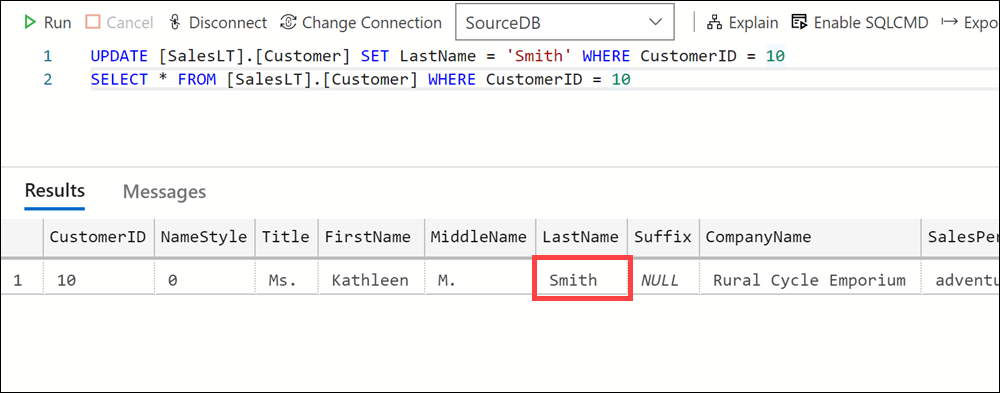 Run Cancel Disconnect Change Connection SourceDB Explain Enable SQLCMD Expo
1 UPDATE [SalesLT].[Customer] SET LastName = 'Smith' WHERE CustomerID = 10
2 SELECT * FROM [SalesLT].[Customer] WHERE CustomerID = 10
Results Messages
CustomerID NameStyle Title FirstName MiddleName LastName Suffix CompanyName SalesPer
1 10 0 Ms. Kathleen M. Smith NULL Rural Cycle Emporium adventu